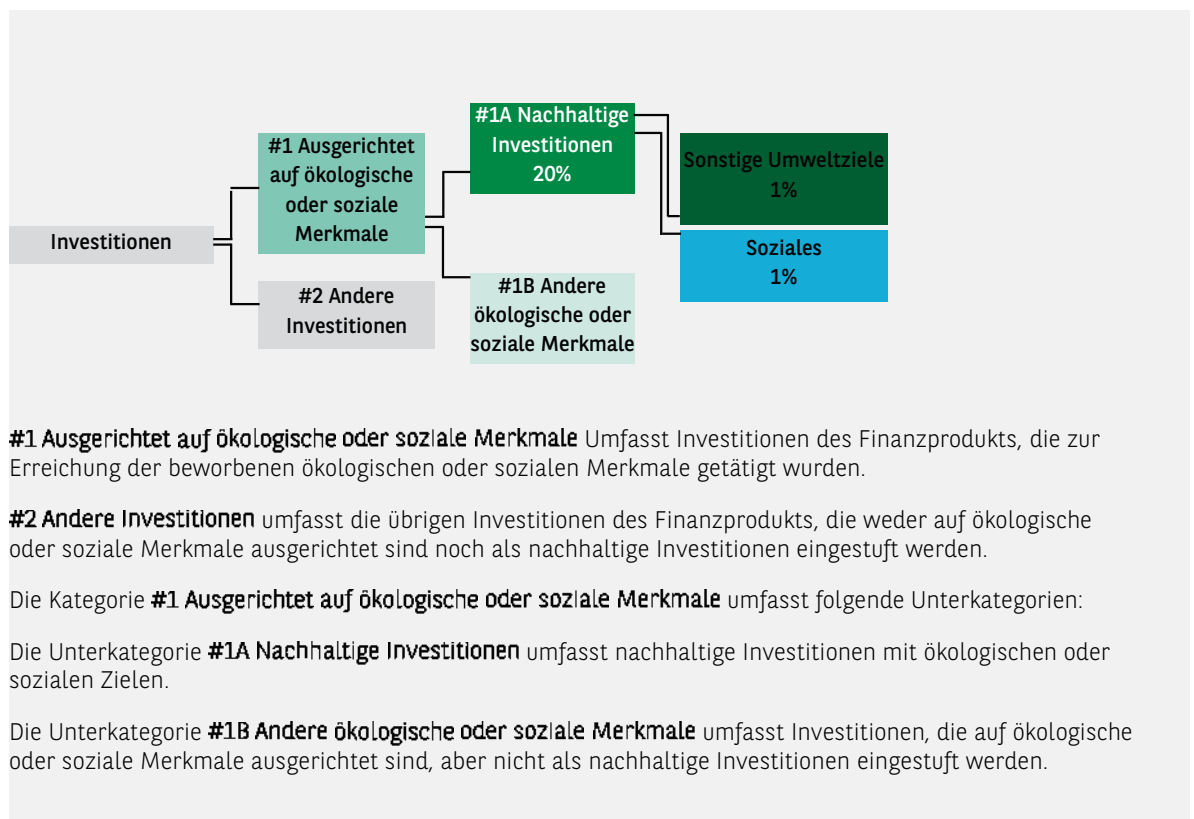 #1A Nachhaltige
Investitionen
20%
#1 Ausgerichtet
auf ökologische
oder soziale
Merkmale
Sonstige Umweltziele
1%
Investitionen
Soziales
1%
#2 Andere
Investitionen
#1B Andere
ökologische oder
soziale Merkmale
#1 Ausgerichtet auf ökologische oder soziale Merkmale Umfasst Investitionen des Finanzprodukts, die zur
Erreichung der beworbenen ökologischen oder sozialen Merkmale getätigt wurden.
#2 Andere Investitionen umfasst die übrigen Investitionen des Finanzprodukts, die weder auf ökologische
oder soziale Merkmale ausgerichtet sind noch als nachhaltige Investitionen eingestuft werden.
Die Kategorie #1 Ausgerichtet auf ökologische oder soziale Merkmale umfasst folgende Unterkategorien:
Die Unterkategorie #1A Nachhaltige Investitionen umfasst nachhaltige Investitionen mit ökologischen oder
sozialen Zielen.
Die Unterkategorie #1B Andere ökologische oder soziale Merkmale umfasst Investitionen, die auf ökologische
oder soziale Merkmale ausgerichtet sind, aber nicht als nachhaltige Investitionen eingestuft werden.